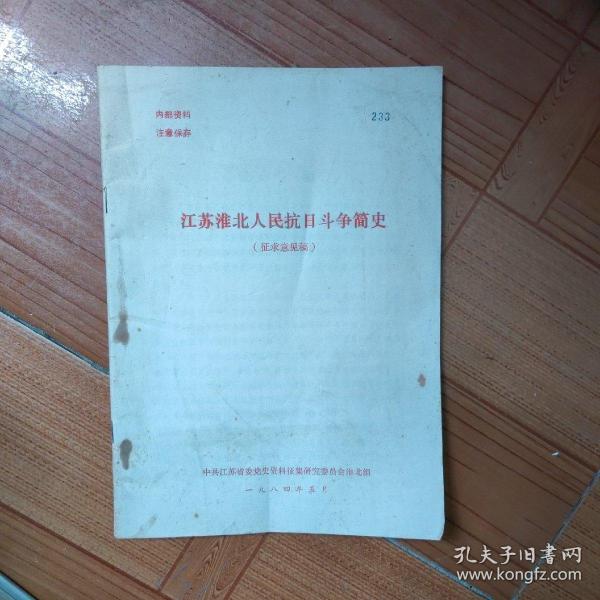 内部资料
233
注意保存
江苏淮北人民抗日斗争简史
(征求意见稿)
中共江苏省委党史资料征集研究委员会淮北组
一九八四年五月
孔夫子旧书网
www.kongfz.com